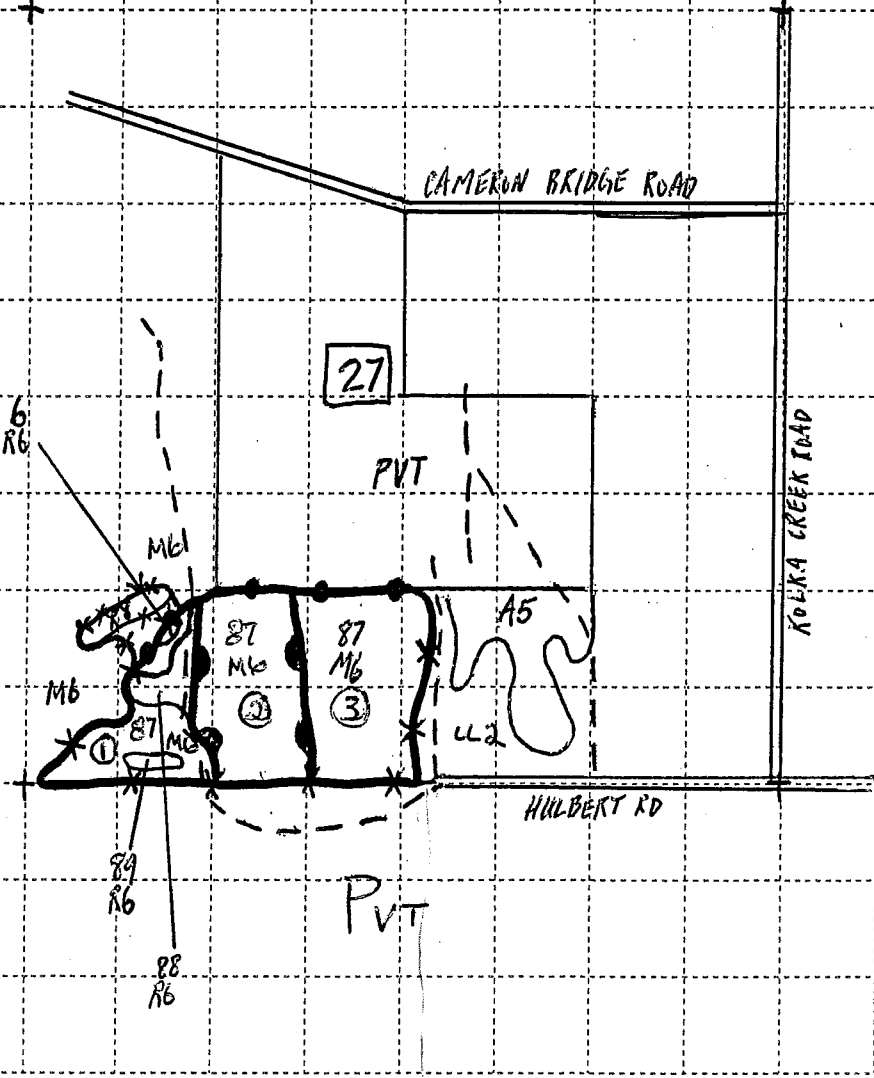 CAMERON BRIDGE ROAD
27
6
R6
PVT
KOLKA CREEK ROAD
M6
A5
87
M6
②
87
M6
③
M6
87
M6
①
LL2
HULBERT RD
89
R6
PVT
88
R6